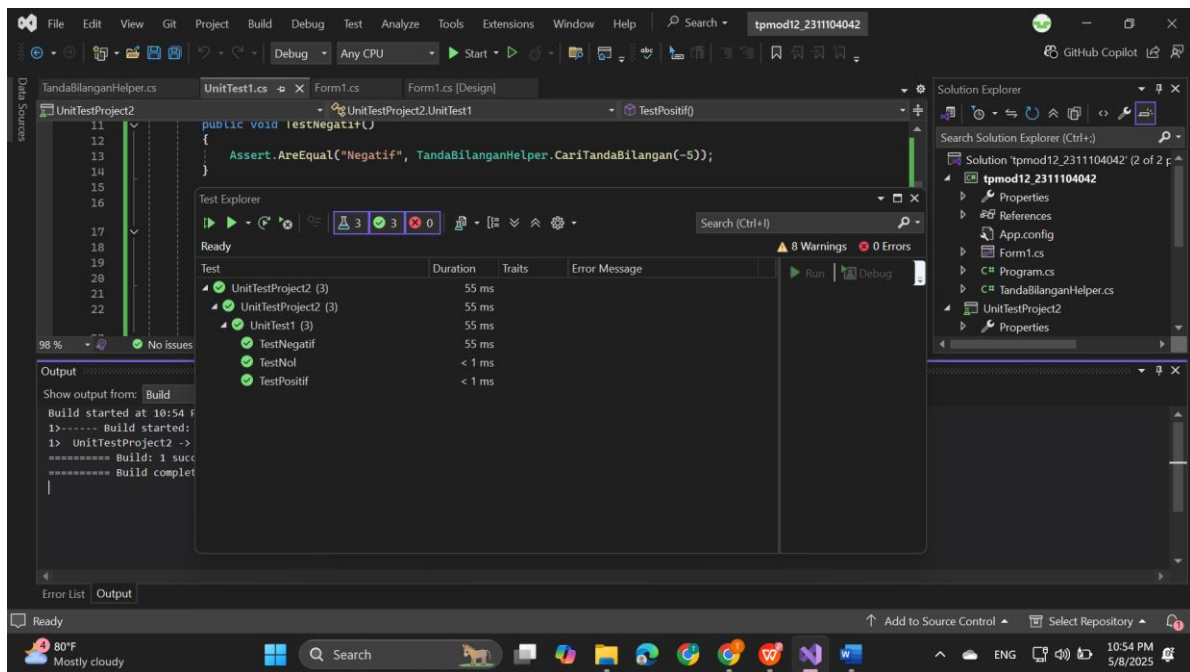 File Edit View Git Project Build Debug Test Analyze Tools Extensions Window Help Search tpmod12_2311104042
Debug Any CPU Start GitHub Copilot
Data Sources
TandaBilanganHelper.cs UnitTest1.cs Form1.cs Form1.cs [Design]
UnitTestProject2 UnitTestProject2.UnitTest1 TestPositif()
11 public void TestNegatif()
12 {
13 Assert.AreEqual("Negatif", TandaBilanganHelper.CariTandaBilangan(-5));
14 }
15
16
17
18
19
20
21
22
98 % No issues
Test Explorer
3 3 0 Search (Ctrl+I)
Ready 8 Warnings 0 Errors
Test Duration Traits Error Message Run Debug
UnitTestProject2 (3) 55 ms
UnitTestProject2 (3) 55 ms
UnitTest1 (3) 55 ms
TestNegatif 55 ms
TestNol < 1 ms
TestPositif < 1 ms
Solution Explorer
Search Solution Explorer (Ctrl+;)
Solution 'tpmod12_2311104042' (2 of 2 p
tpmod12_2311104042
Properties
References
App.config
Form1.cs
C# Program.cs
C# TandaBilanganHelper.cs
UnitTestProject2
Properties
Output
Show output from: Build
Build started at 10:54 P
1>------ Build started:
1> UnitTestProject2 ->
========== Build: 1 succ
========== Build complet
Error List Output
Ready Add to Source Control Select Repository
4 80°F
Mostly cloudy
Search
ENG
10:54 PM
5/8/2025